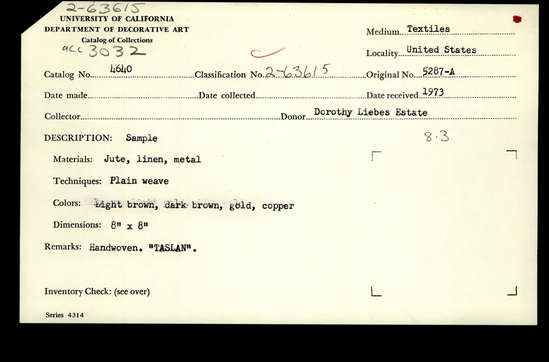 2-63615
UNIVERSITY OF CALIFORNIA
DEPARTMENT OF DECORATIVE ART
Catalog of Collections
acc 3032
Medium Textiles
Locality United States
Catalog No. 4640 Classification No. 2-63615 Original No. 5287-A
Date made Date collected Date received 1973
Collector Donor Dorothy Liebes Estate
DESCRIPTION: Sample 8.3
Materials: Jute, linen, metal
Techniques: Plain weave
Colors: Light brown, dark brown, gold, copper
Dimensions: 8" x 8"
Remarks: Handwoven. "TASLAN".
Inventory Check: (see over)
Series 4314